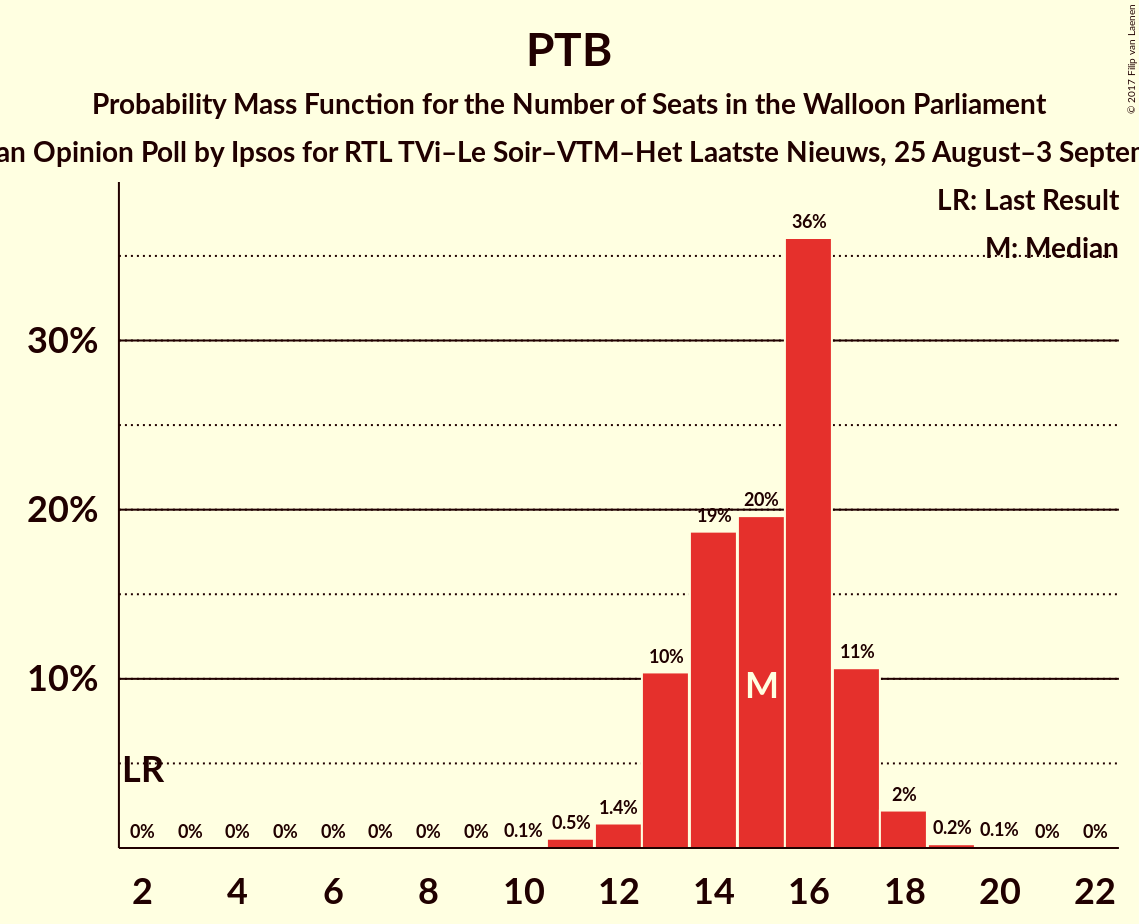 PTB
Probability Mass Function for the Number of Seats in the Walloon Parliament
an Opinion Poll by Ipsos for RTL TVi–Le Soir–VTM–Het Laatste Nieuws, 25 August–3
© 2017 Filip van Laenen
LR: Last Result
M: Median
36%
30%
20%
20%
19%
10%
11%
10%
M
LR
2%
1.4%
0.5%
0% 0% 0% 0% 0% 0% 0% 0% 0.1% 0.2% 0.1% 0% 0%
2 4 6 8 10 12 14 16 18 20 22